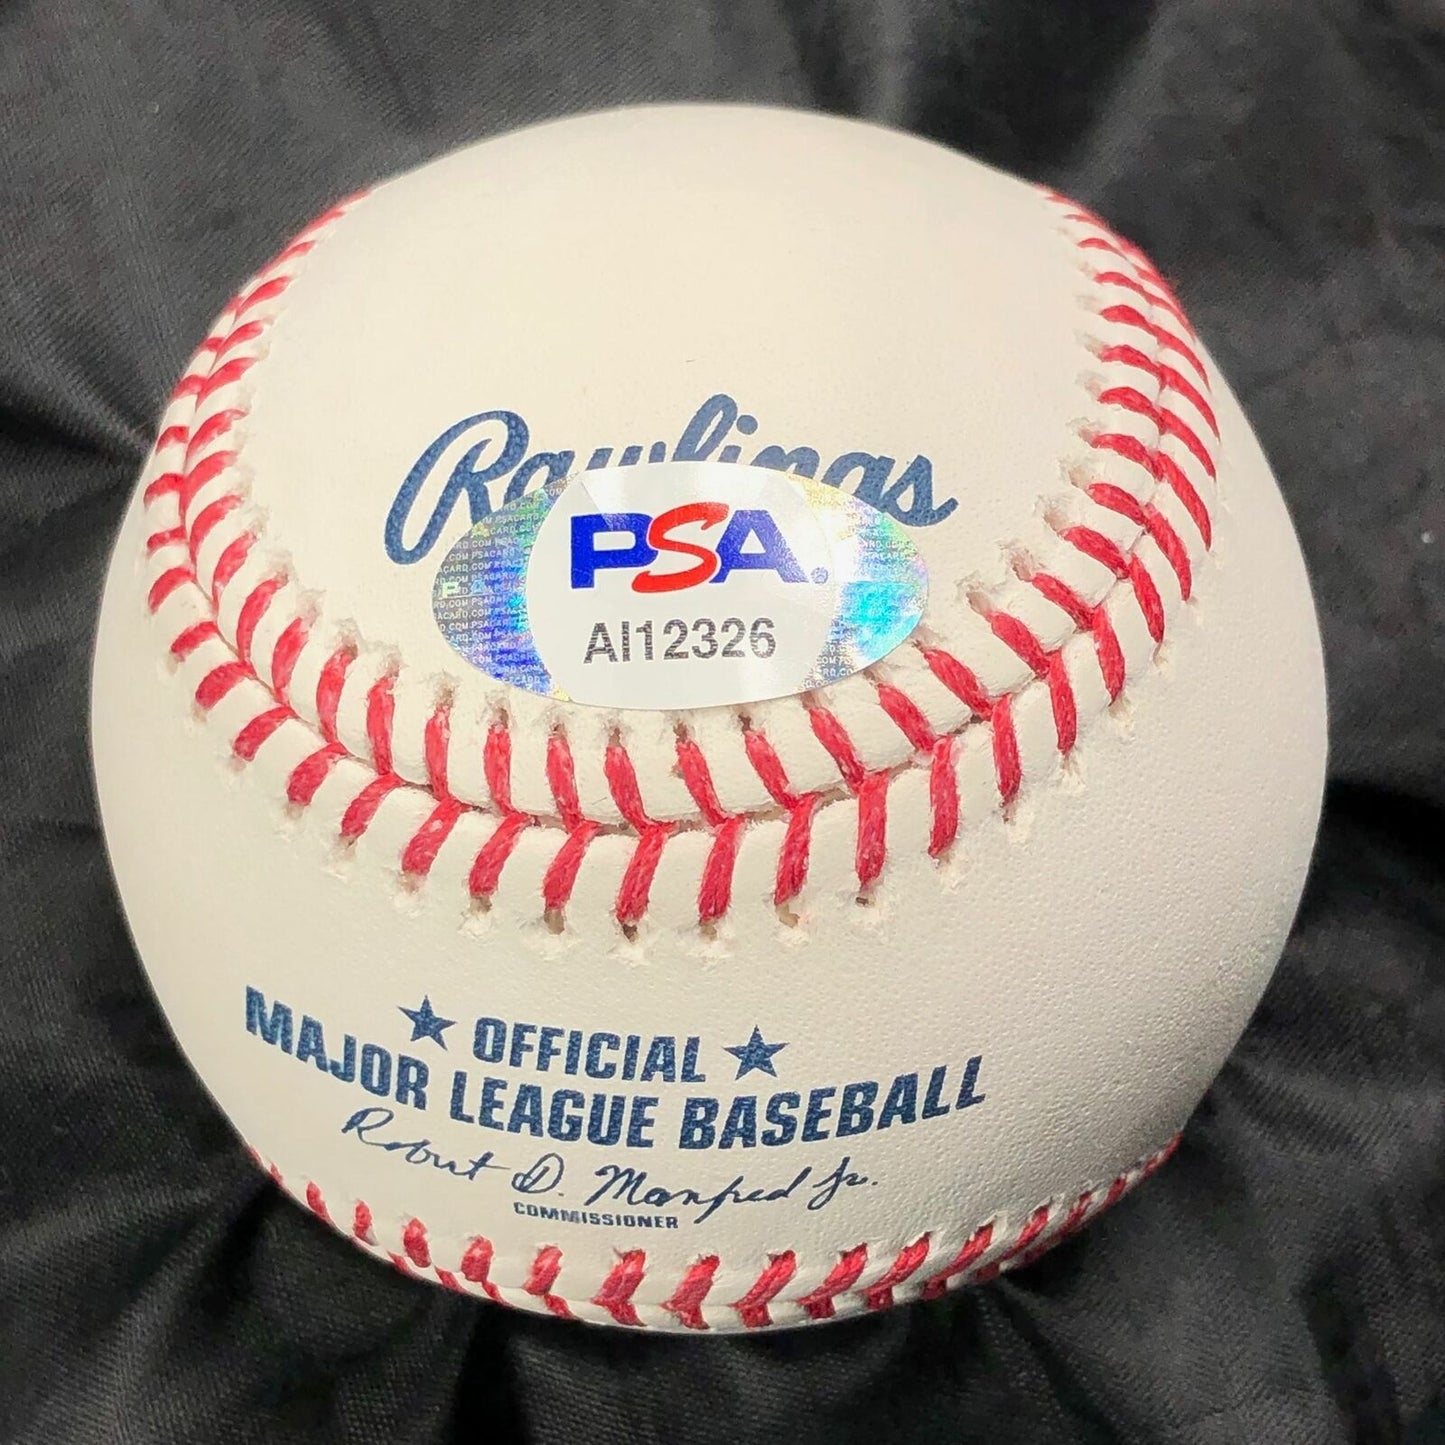 Rawlings
PSA
AI12326
★ OFFICIAL ★
MAJOR LEAGUE BASEBALL
Robert D. Manfred Jr.
COMMISSIONER